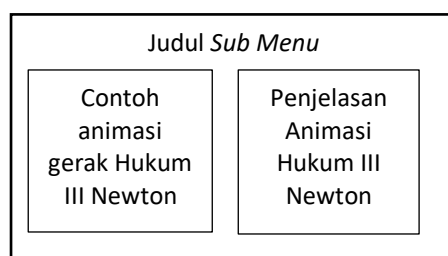 Judul Sub Menu
Contoh
animasi
gerak Hukum
III Newton
Penjelasan
Animasi
Hukum III
Newton